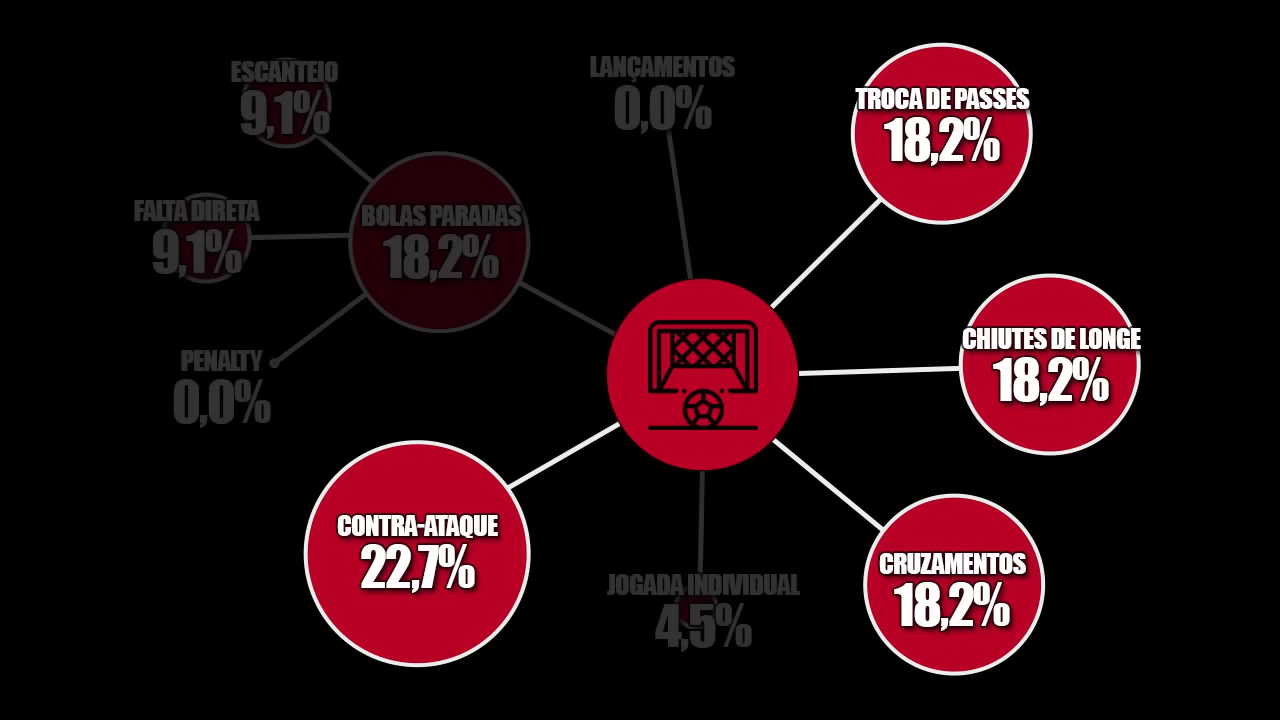 ESCANTEIO
9,1%
LANÇAMENTOS
0,0%
TROCA DE PASSES
18,2%
FALTA DIRETA
9,1%
BOLAS PARADAS
18,2%
CHIUTES DE LONGE
18,2%
PENALTY
0,0%
CONTRA-ATAQUE
22,7%
JOGADA INDIVIDUAL
4,5%
CRUZAMENTOS
18,2%